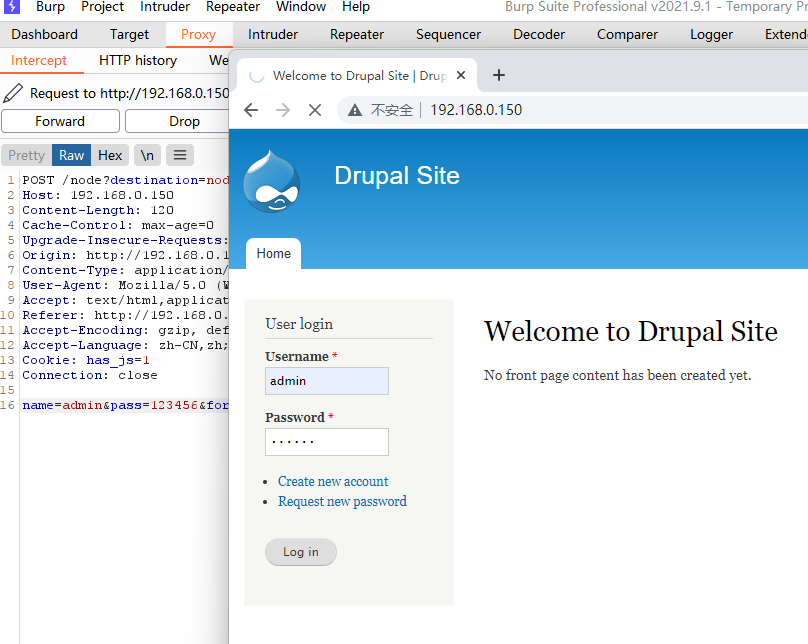 Burp Project Intruder Repeater Window Help Burp Suite Professional v2021.9.1 - Temporary Pr
Dashboard Target Proxy Intruder Repeater Sequencer Decoder Comparer Logger Extend
Intercept HTTP history We
Request to http://192.168.0.150
Forward Drop
Pretty Raw Hex \n
1 POST /node?destination=nod
2 Host: 192.168.0.150
3 Content-Length: 120
4 Cache-Control: max-age=0
5 Upgrade-Insecure-Requests:
6 Origin: http://192.168.0.1
7 Content-Type: application/
8 User-Agent: Mozilla/5.0 (W
9 Accept: text/html,applicat
10 Referer: http://192.168.0.
11 Accept-Encoding: gzip, def
12 Accept-Language: zh-CN,zh;
13 Cookie: has_js=1
14 Connection: close
15
16 name=admin&pass=123456&for
Welcome to Drupal Site | Drup
不安全 192.168.0.150
Drupal Site
Home
User login
Username *
admin
Password *
······
Create new account
Request new password
Log in
Welcome to Drupal Site
No front page content has been created yet.